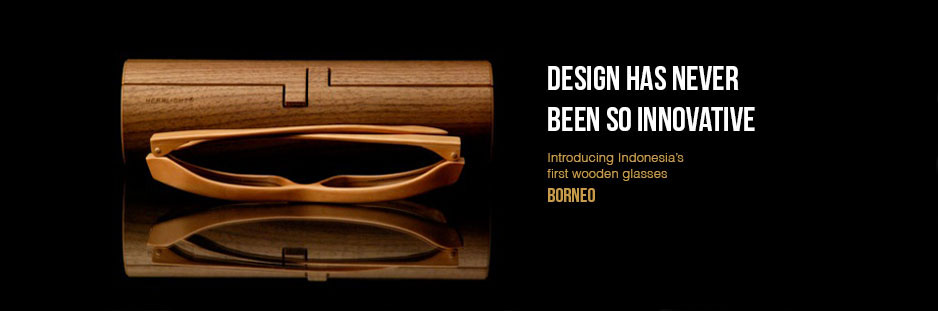 DESIGN HAS NEVER
BEEN SO INNOVATIVE
Introducing Indonesia's
first wooden glasses
BORNEO